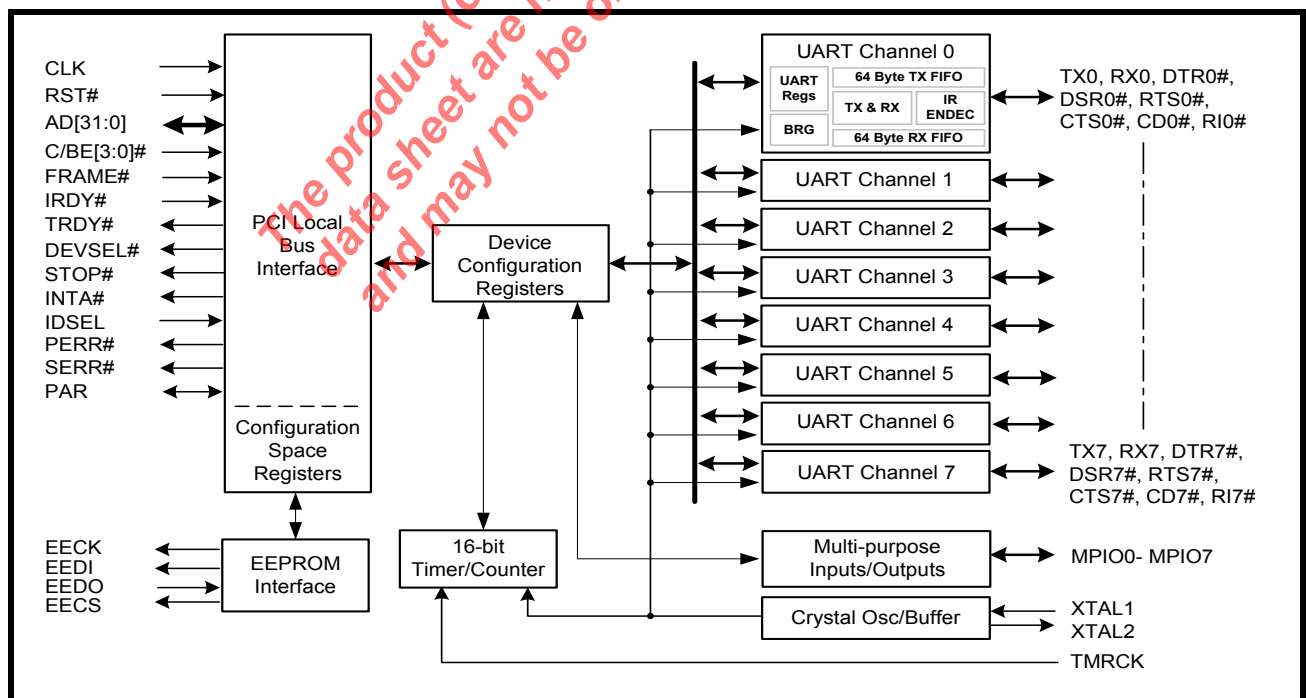 The product (
data sheet are
and may not be o
CLK
RST#
AD[31:0]
C/BE[3:0]#
FRAME#
IRDY#
TRDY#
DEVSEL#
STOP#
INTA#
IDSEL
PERR#
SERR#
PAR
PCI Local
Bus
Interface
Configuration
Space
Registers
EECK
EEDI
EEDO
EECS
EEPROM
Interface
Device
Configuration
Registers
16-bit
Timer/Counter
UART Channel 0
UART
Regs
64 Byte TX FIFO
TX & RX
IR
ENDEC
BRG
64 Byte RX FIFO
UART Channel 1
UART Channel 2
UART Channel 3
UART Channel 4
UART Channel 5
UART Channel 6
UART Channel 7
Multi-purpose
Inputs/Outputs
Crystal Osc/Buffer
TX0, RX0, DTR0#,
DSR0#, RTS0#,
CTS0#, CD0#, RI0#
TX7, RX7, DTR7#,
DSR7#, RTS7#,
CTS7#, CD7#, RI7#
MPIO0- MPIO7
XTAL1
XTAL2
TMRCK